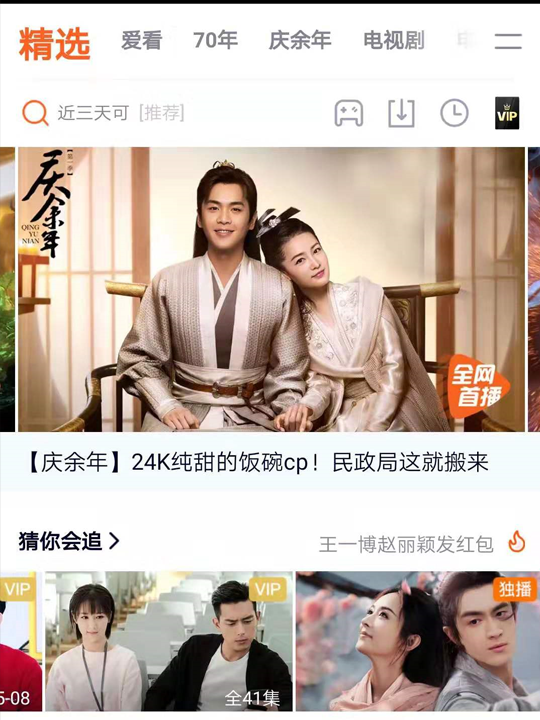 精选 爱看 70年 庆余年 电视剧
近三天可 [推荐] VIP
庆余年
QING YU NIAN
全网首播
【庆余年】24K纯甜的饭碗cp！民政局这就搬来
猜你会追 王一博赵丽颖发红包
VIP VIP 独播
5-08 全41集